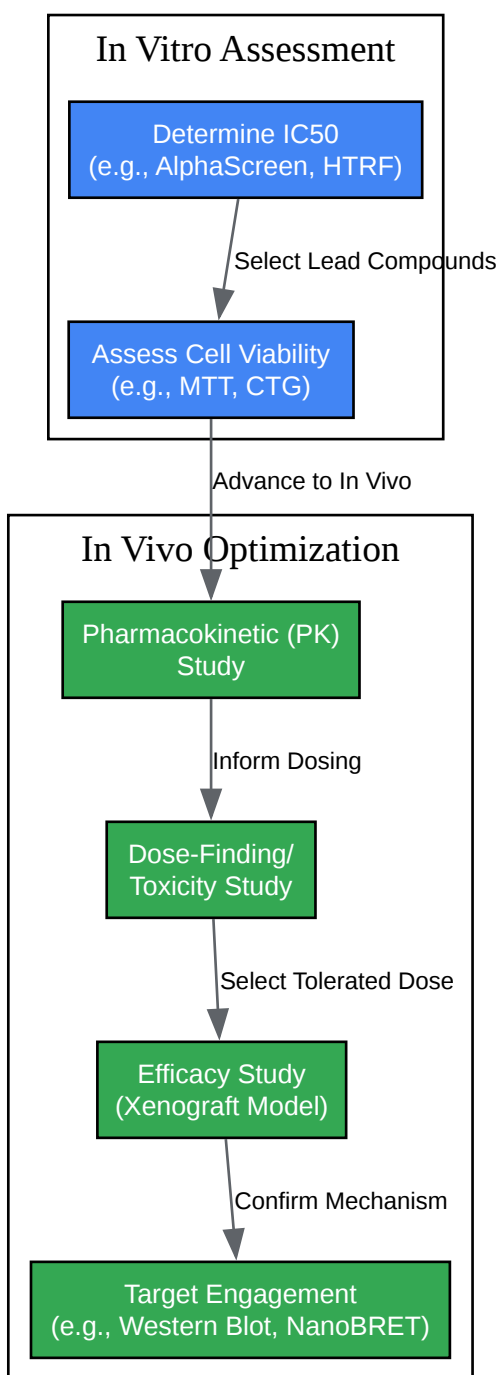 In Vitro Assessment
Determine IC50
(e.g., AlphaScreen, HTRF)
Select Lead Compounds
Assess Cell Viability
(e.g., MTT, CTG)
Advance to In Vivo
In Vivo Optimization
Pharmacokinetic (PK)
Study
Inform Dosing
Dose-Finding/
Toxicity Study
Select Tolerated Dose
Efficacy Study
(Xenograft Model)
Confirm Mechanism
Target Engagement
(e.g., Western Blot, NanoBRET)